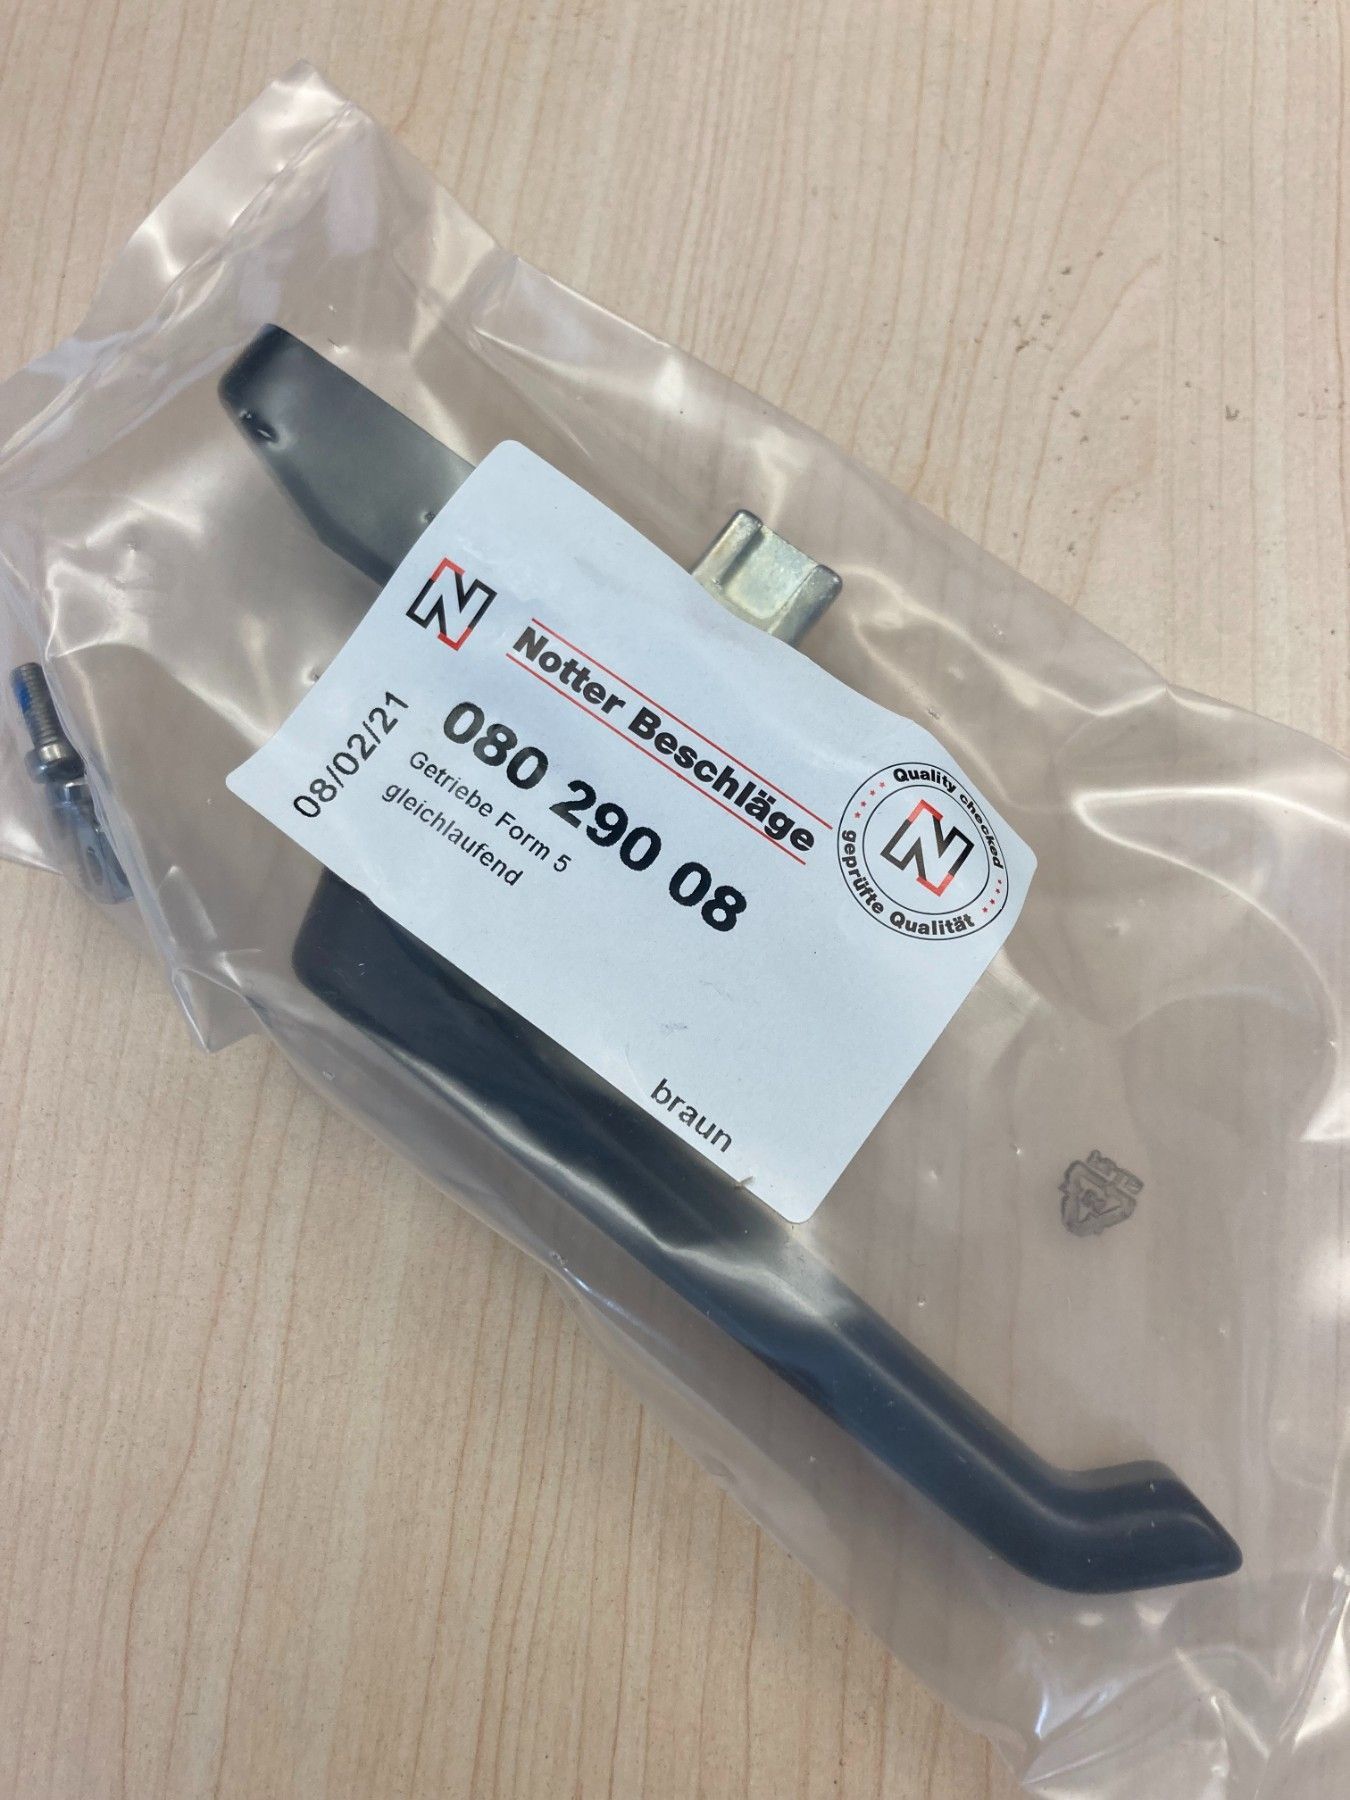 N
Notter Beschläge
080 290 08
Getriebe Form 5
gleichlaufend
08/02/21
Quality checked
N
geprüfte Qualität
braun